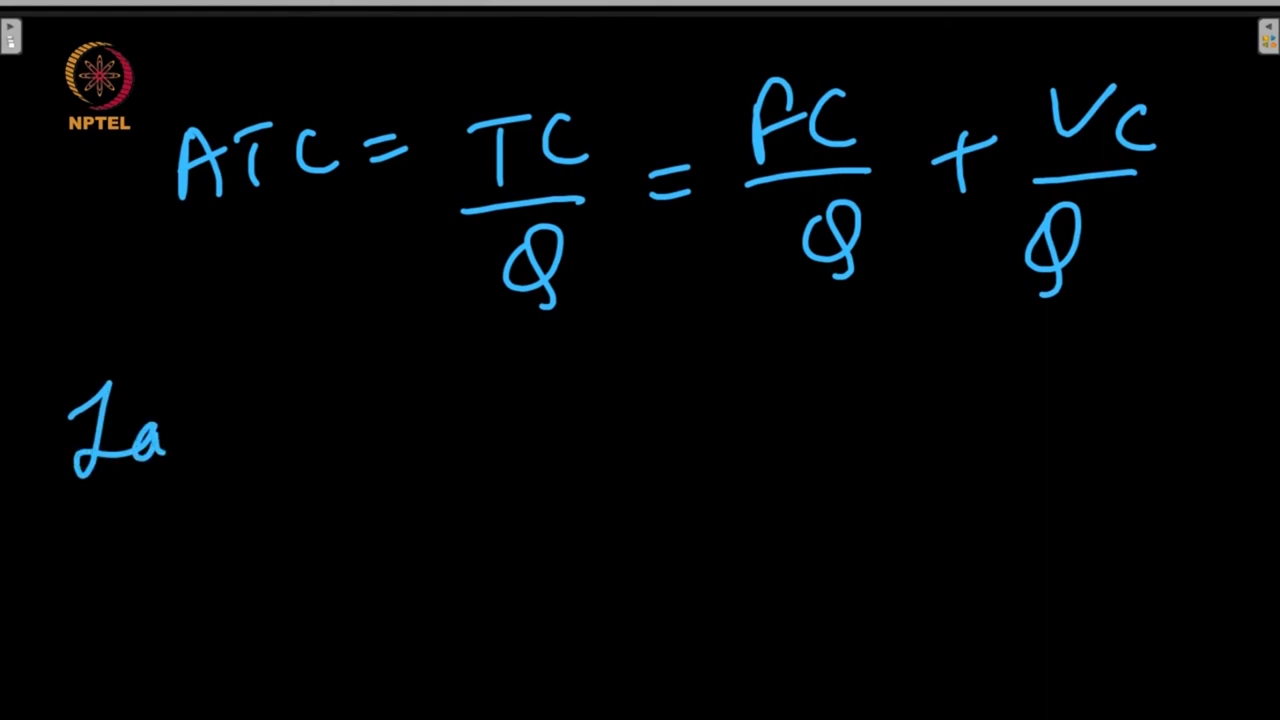 NPTEL
ATC = TC/Q = FC/Q + VC/Q
La